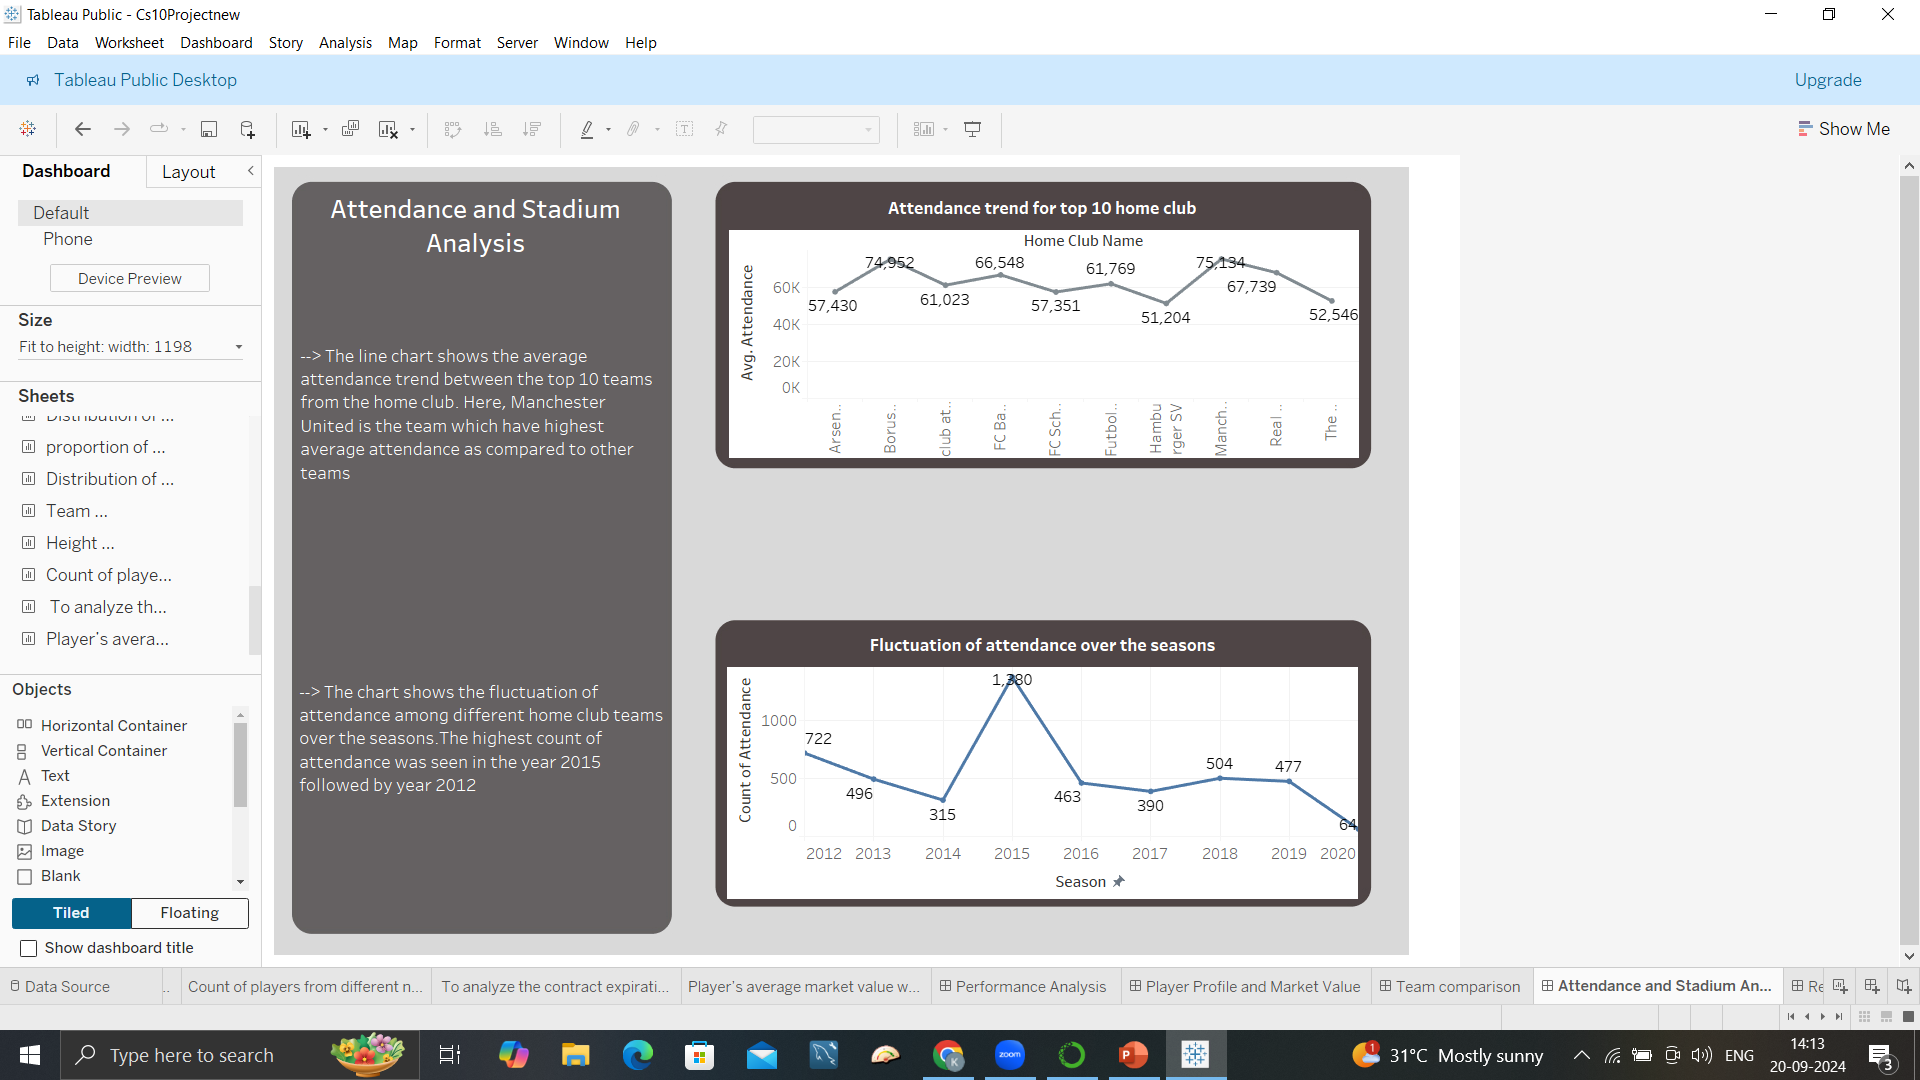 Tableau Public - Cs10Projectnew
File Data Worksheet Dashboard Story Analysis Map Format Server Window Help
Tableau Public Desktop
Upgrade
Show Me
Dashboard
Layout
Default
Phone
Device Preview
Size
Fit to height: width: 1198
Sheets
Distribution of ...
proportion of ...
Distribution of ...
Team ...
Height ...
Count of playe...
To analyze th...
Player's avera...
Objects
Horizontal Container
Vertical Container
Text
Extension
Data Story
Image
Blank
Tiled
Floating
Show dashboard title
Attendance and Stadium
Analysis
--> The line chart shows the average
attendance trend between the top 10 teams
from the home club. Here, Manchester
United is the team which have highest
average attendance as compared to other
teams
--> The chart shows the fluctuation of
attendance among different home club teams
over the seasons.The highest count of
attendance was seen in the year 2015
followed by year 2012
Attendance trend for top 10 home club
Home Club Name
Avg. Attendance
60K
40K
20K
0K
57,430
74,952
61,023
66,548
57,351
61,769
51,204
75,134
67,739
52,546
Arsen..
Borus..
club at..
FC Ba..
FC Sch..
Futbol..
Hambu
rger SV
Manch..
Real ..
The ..
Fluctuation of attendance over the seasons
Count of Attendance
1000
500
0
722
496
315
1,380
463
390
504
477
64
2012 2013 2014 2015 2016 2017 2018 2019 2020
Season
Data Source
..
Count of players from different n...
To analyze the contract expirati...
Player's average market value w...
Performance Analysis
Player Profile and Market Value
Team comparison
Attendance and Stadium An...
Re
Type here to search
zoom
P
K
1
31°C Mostly sunny
ENG
14:13
20-09-2024
3